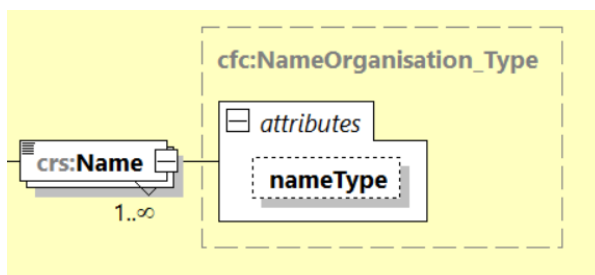 cfc:NameOrganisation_Type
attributes
crs:Name
nameType
1..∞